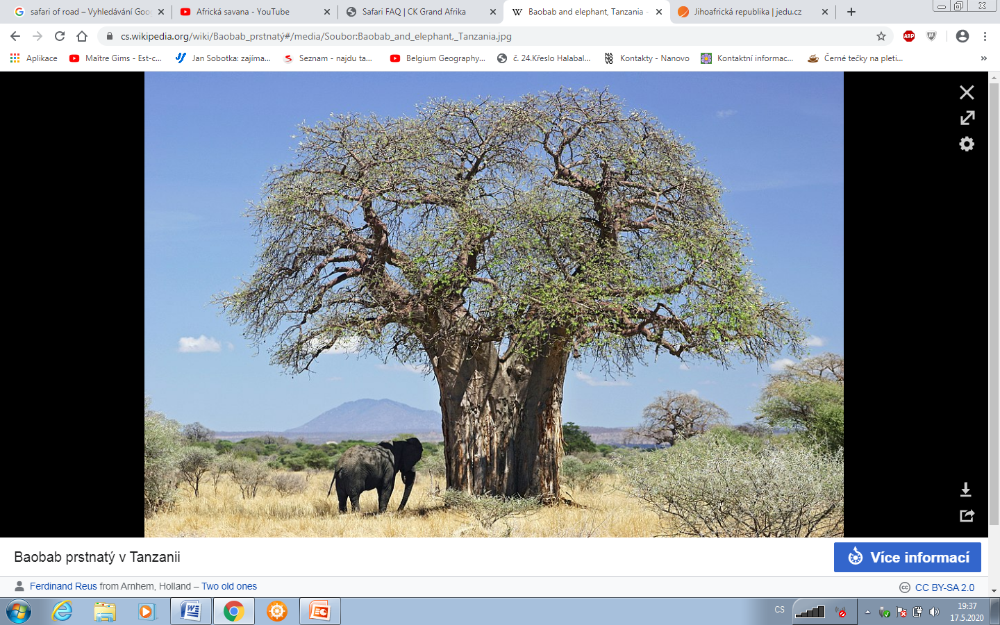 safari of road – Vyhledávání Goo
Africká savana - YouTube
Safari FAQ | CK Grand Afrika
Baobab and elephant, Tanzania -
Jihoafrická republika | jedu.cz
cs.wikipedia.org/wiki/Baobab_prstnatý#/media/Soubor:Baobab_and_elephant,_Tanzania.jpg
ABP
Aplikace
Maître Gims - Est-c...
Jan Sobotka: zajíma...
Seznam - najdu ta...
Belgium Geography...
č. 24.Křeslo Halabal...
Kontakty - Nanovo
Kontaktní informac...
Černé tečky na pleti...
»
Baobab prstnatý v Tanzanii
Více informací
Ferdinand Reus from Arnhem, Holland – Two old ones
CC BY-SA 2.0
CS
19:37
17.5.2020